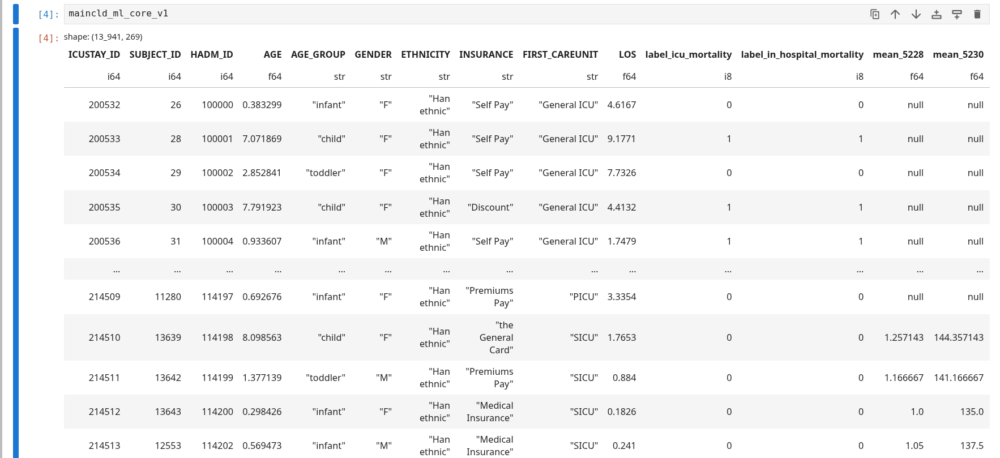 [4]: maincld_ml_core_v1
[4]: shape: (13_941, 269)
ICUSTAY_ID SUBJECT_ID HADM_ID AGE AGE_GROUP GENDER ETHNICITY INSURANCE FIRST_CAREUNIT LOS label_icu_mortality label_in_hospital_mortality mean_5228 mean_5230
i64 i64 i64 f64 str str str str str f64 i8 i8 f64 f64
200532 26 100000 0.383299 "infant" "F" "Han ethnic" "Self Pay" "General ICU" 4.6167 0 0 null null
200533 28 100001 7.071869 "child" "F" "Han ethnic" "Self Pay" "General ICU" 9.1771 1 1 null null
200534 29 100002 2.852841 "toddler" "F" "Han ethnic" "Self Pay" "General ICU" 7.7326 0 0 null null
200535 30 100003 7.791923 "child" "F" "Han ethnic" "Discount" "General ICU" 4.4132 1 1 null null
200536 31 100004 0.933607 "infant" "M" "Han ethnic" "Self Pay" "General ICU" 1.7479 1 1 null null
… … … … … … … … … … … … … …
214509 11280 114197 0.692676 "infant" "F" "Han ethnic" "Premiums Pay" "PICU" 3.3354 0 0 null null
214510 13639 114198 8.098563 "child" "F" "Han ethnic" "the General Card" "SICU" 1.7653 0 0 1.257143 144.357143
214511 13642 114199 1.377139 "toddler" "M" "Han ethnic" "Premiums Pay" "SICU" 0.884 0 0 1.166667 141.166667
214512 13643 114200 0.298426 "infant" "F" "Han ethnic" "Medical Insurance" "SICU" 0.1826 0 0 1.0 135.0
214513 12553 114202 0.569473 "infant" "M" "Han ethnic" "Medical Insurance" "SICU" 0.241 0 0 1.05 137.5